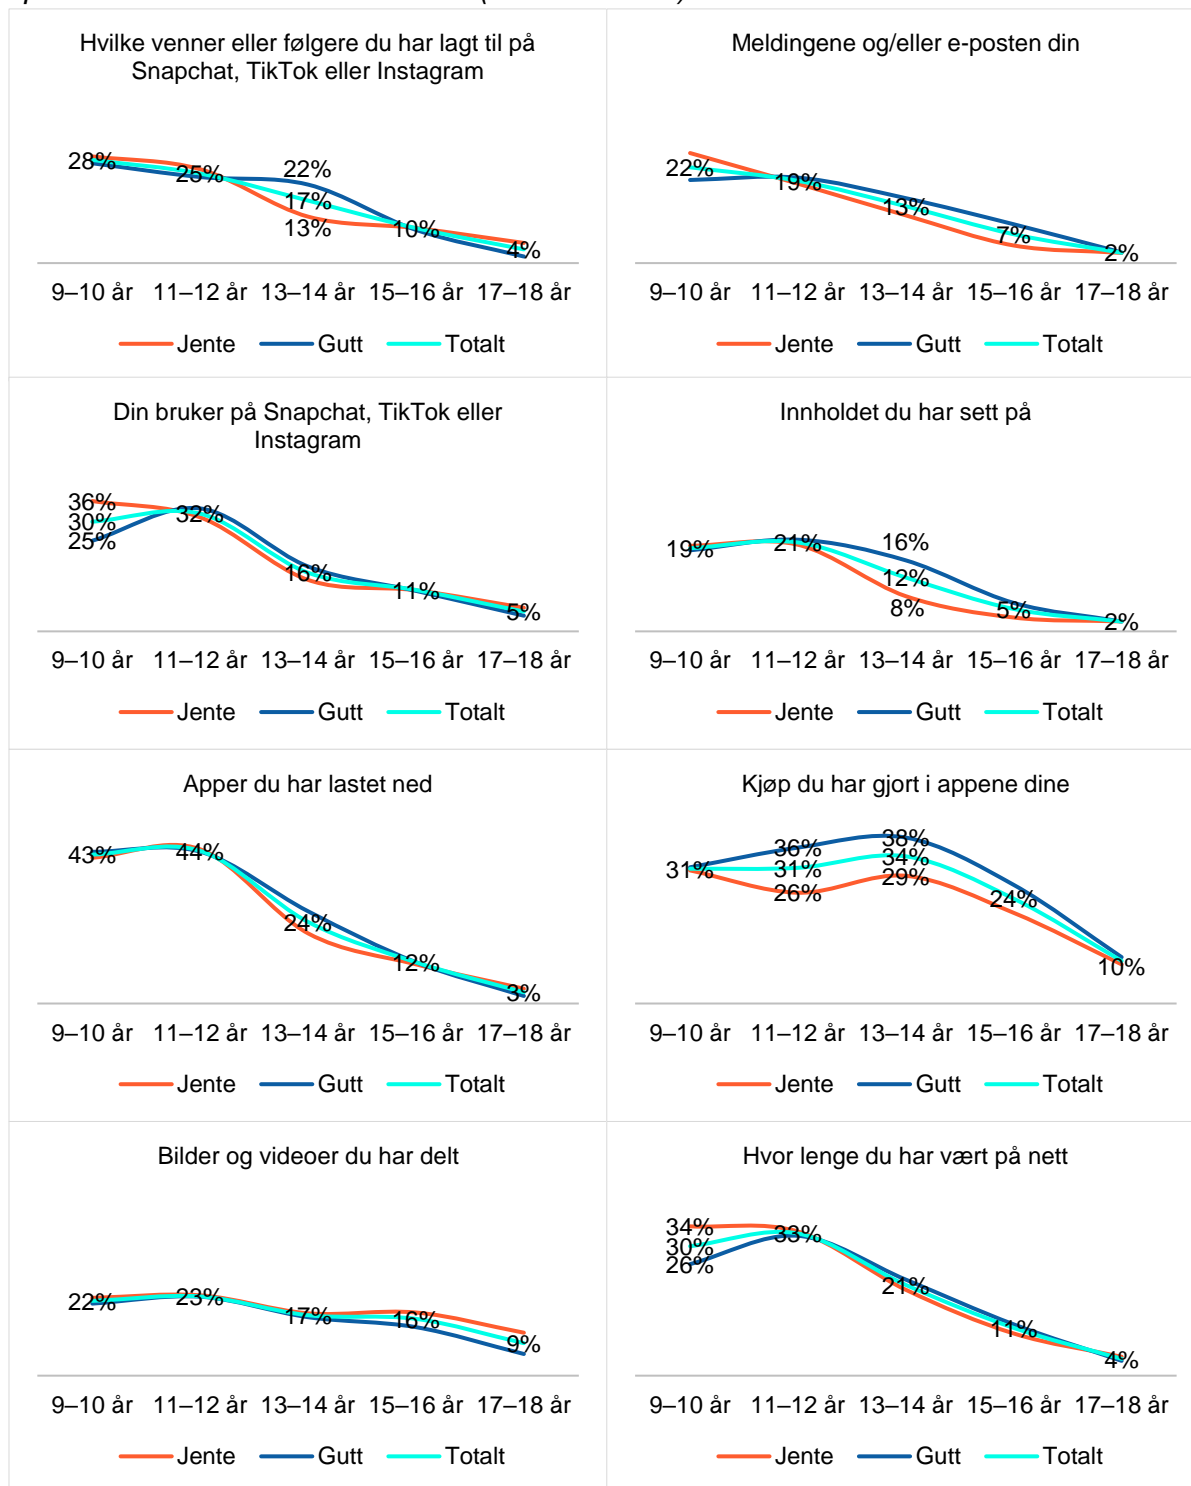 Hvilke venner eller følgere du har lagt til på
Snapchat, TikTok eller Instagram
28%
25%
22%
17%
13%
10%
4%
9–10 år 11–12 år 13–14 år 15–16 år 17–18 år
Jente Gutt Totalt
Meldingene og/eller e-posten din
22%
19%
13%
7%
2%
9–10 år 11–12 år 13–14 år 15–16 år 17–18 år
Jente Gutt Totalt
Din bruker på Snapchat, TikTok eller
Instagram
36%
30%
25%
32%
16%
11%
5%
9–10 år 11–12 år 13–14 år 15–16 år 17–18 år
Jente Gutt Totalt
Innholdet du har sett på
19%
21%
16%
12%
8%
5%
2%
9–10 år 11–12 år 13–14 år 15–16 år 17–18 år
Jente Gutt Totalt
Apper du har lastet ned
43%
44%
24%
12%
3%
9–10 år 11–12 år 13–14 år 15–16 år 17–18 år
Jente Gutt Totalt
Kjøp du har gjort i appene dine
31%
36%
31%
26%
38%
34%
29%
24%
10%
9–10 år 11–12 år 13–14 år 15–16 år 17–18 år
Jente Gutt Totalt
Bilder og videoer du har delt
22%
23%
17%
16%
9%
9–10 år 11–12 år 13–14 år 15–16 år 17–18 år
Jente Gutt Totalt
Hvor lenge du har vært på nett
34%
30%
26%
33%
21%
11%
4%
9–10 år 11–12 år 13–14 år 15–16 år 17–18 år
Jente Gutt Totalt